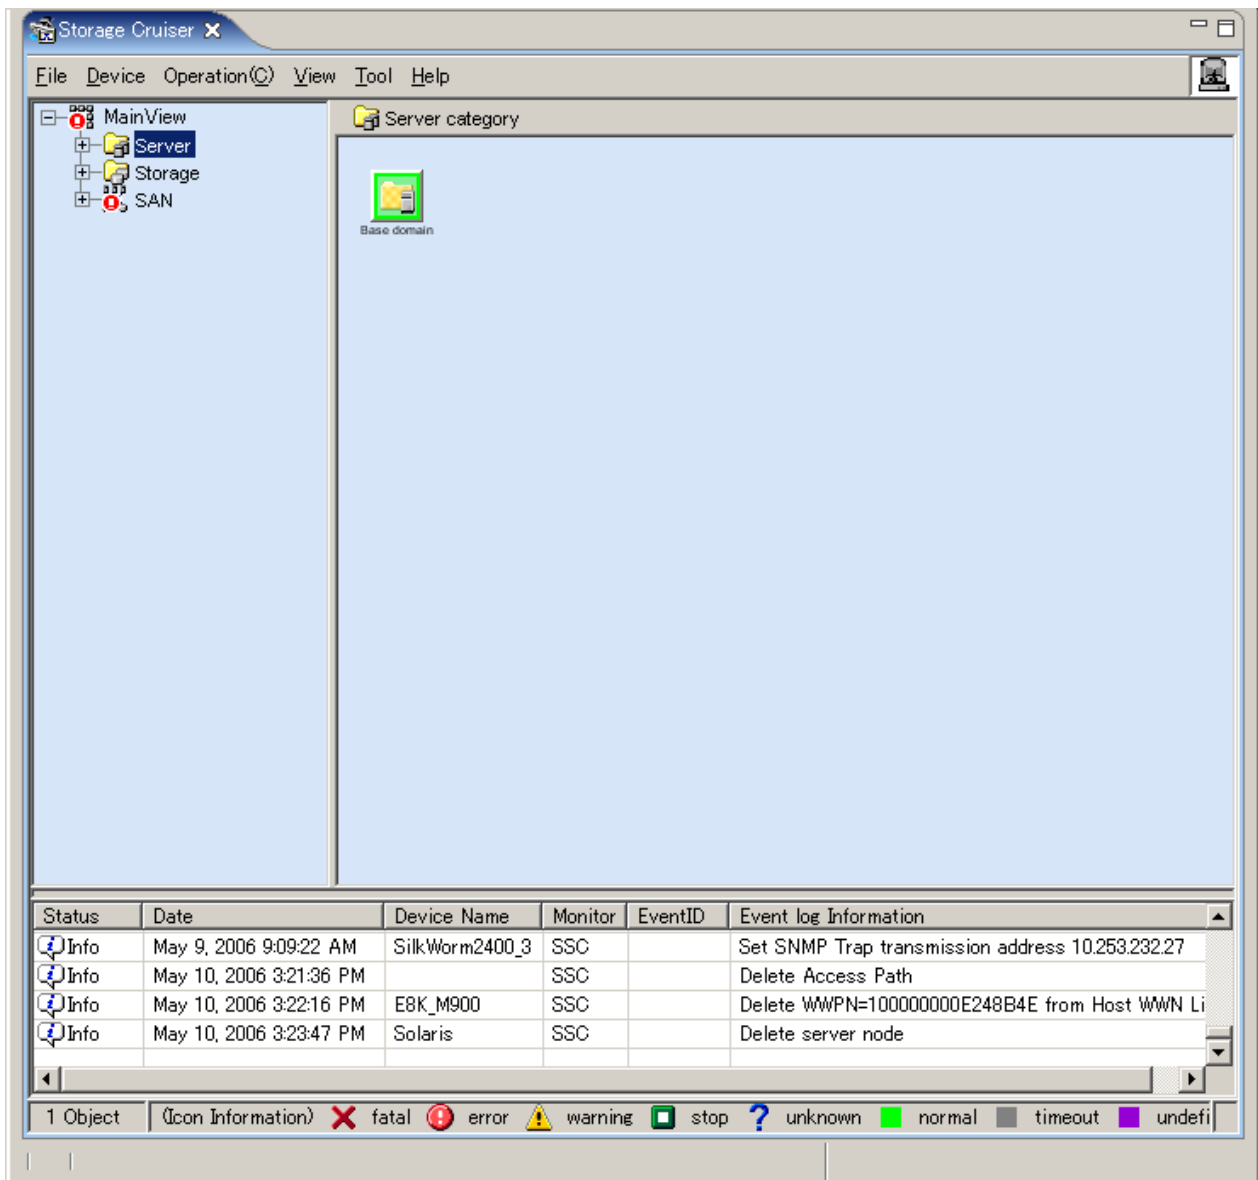 Storage Cruiser
File Device Operation(C) View Tool Help
MainView
Server
Storage
SAN
Server category
Base domain
Status Date Device Name Monitor EventID Event log Information
Info May 9, 2006 9:09:22 AM SilkWorm2400_3 SSC Set SNMP Trap transmission address 10.253.232.27
Info May 10, 2006 3:21:36 PM SSC Delete Access Path
Info May 10, 2006 3:22:16 PM E8K_M900 SSC Delete WWPN=100000000E248B4E from Host WWN Li
Info May 10, 2006 3:23:47 PM Solaris SSC Delete server node
1 Object (Icon Information) fatal error warning stop unknown normal timeout undefi